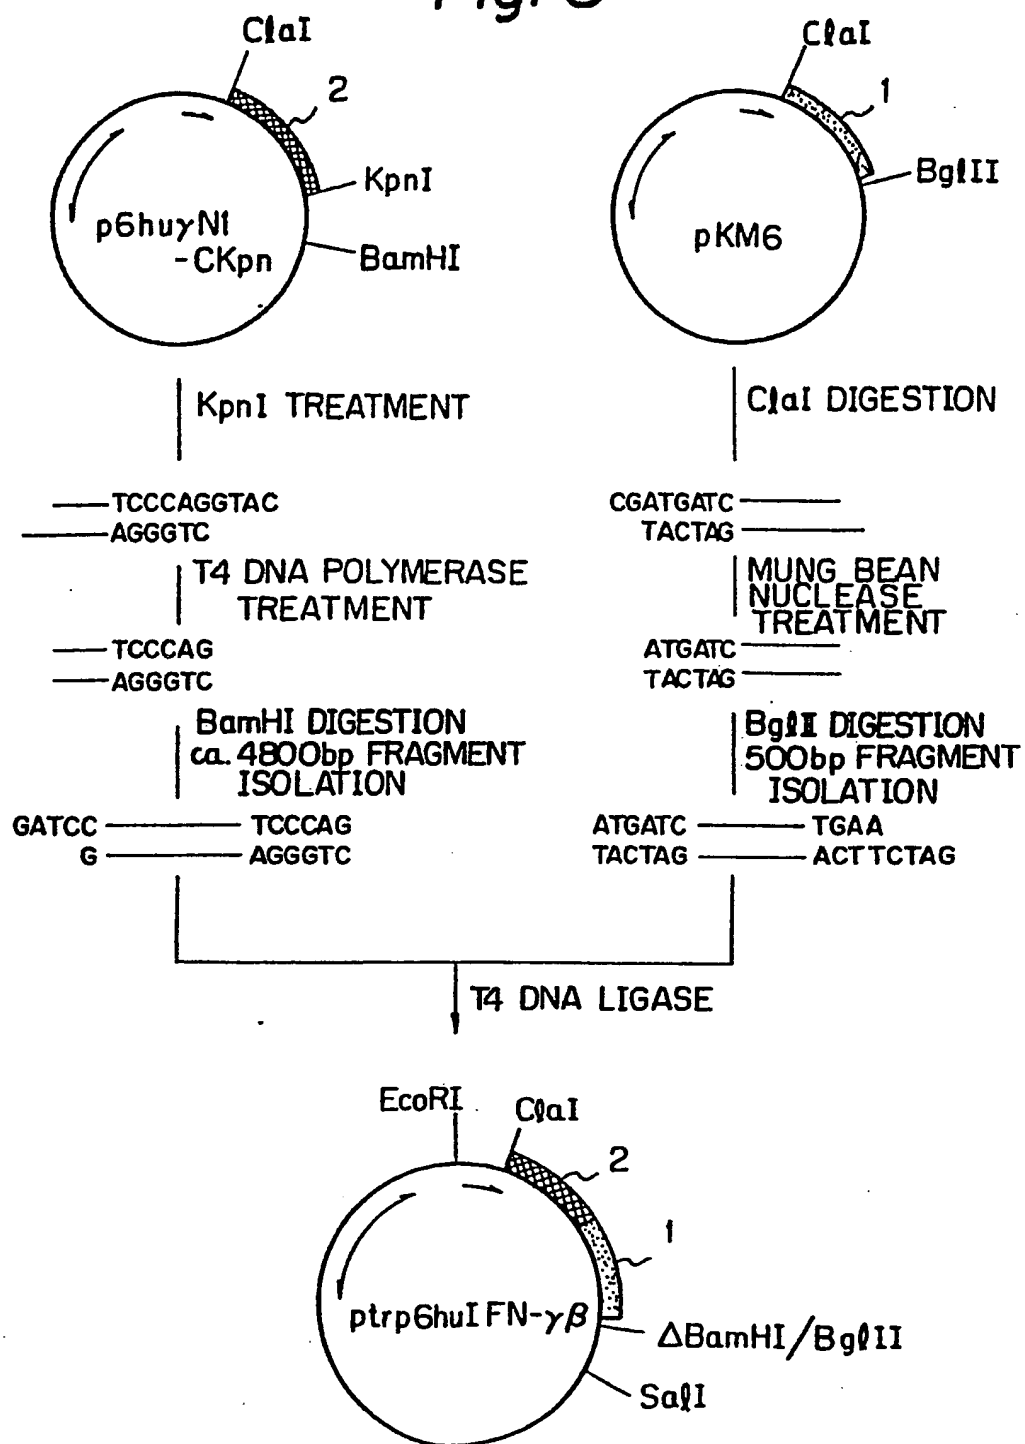 ClaI
2
KpnI
BamHI
p6huγN1
-CKpn
ClaI
1
BglII
pKM6
KpnI TREATMENT
ClaI DIGESTION
TCCCAGGTAC
AGGGTC
CGATGATC
TACTAG
T4 DNA POLYMERASE
TREATMENT
MUNG BEAN
NUCLEASE
TREATMENT
TCCCAG
AGGGTC
ATGATC
TACTAG
BamHI DIGESTION
ca. 4800bp FRAGMENT
ISOLATION
BglII DIGESTION
500bp FRAGMENT
ISOLATION
GATCC TCCCAG
G AGGGTC
ATGATC TGAA
TACTAG ACTTCTAG
T4 DNA LIGASE
EcoRI
ClaI
2
1
ptrp6huIFN-γβ
ΔBamHI/BglII
SalI